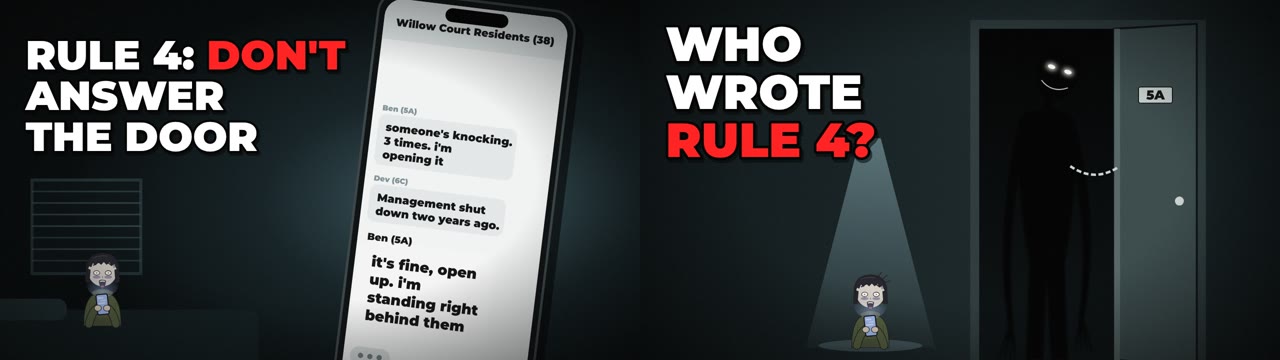 RULE 4: DON'T
ANSWER
THE DOOR
Willow Court Residents (38)
Ben (5A)
someone's knocking.
3 times. i'm
opening it
Dev (6C)
Management shut
down two years ago.
Ben (5A)
it's fine, open
up. i'm
standing right
behind them
WHO
WROTE
RULE 4?
5A